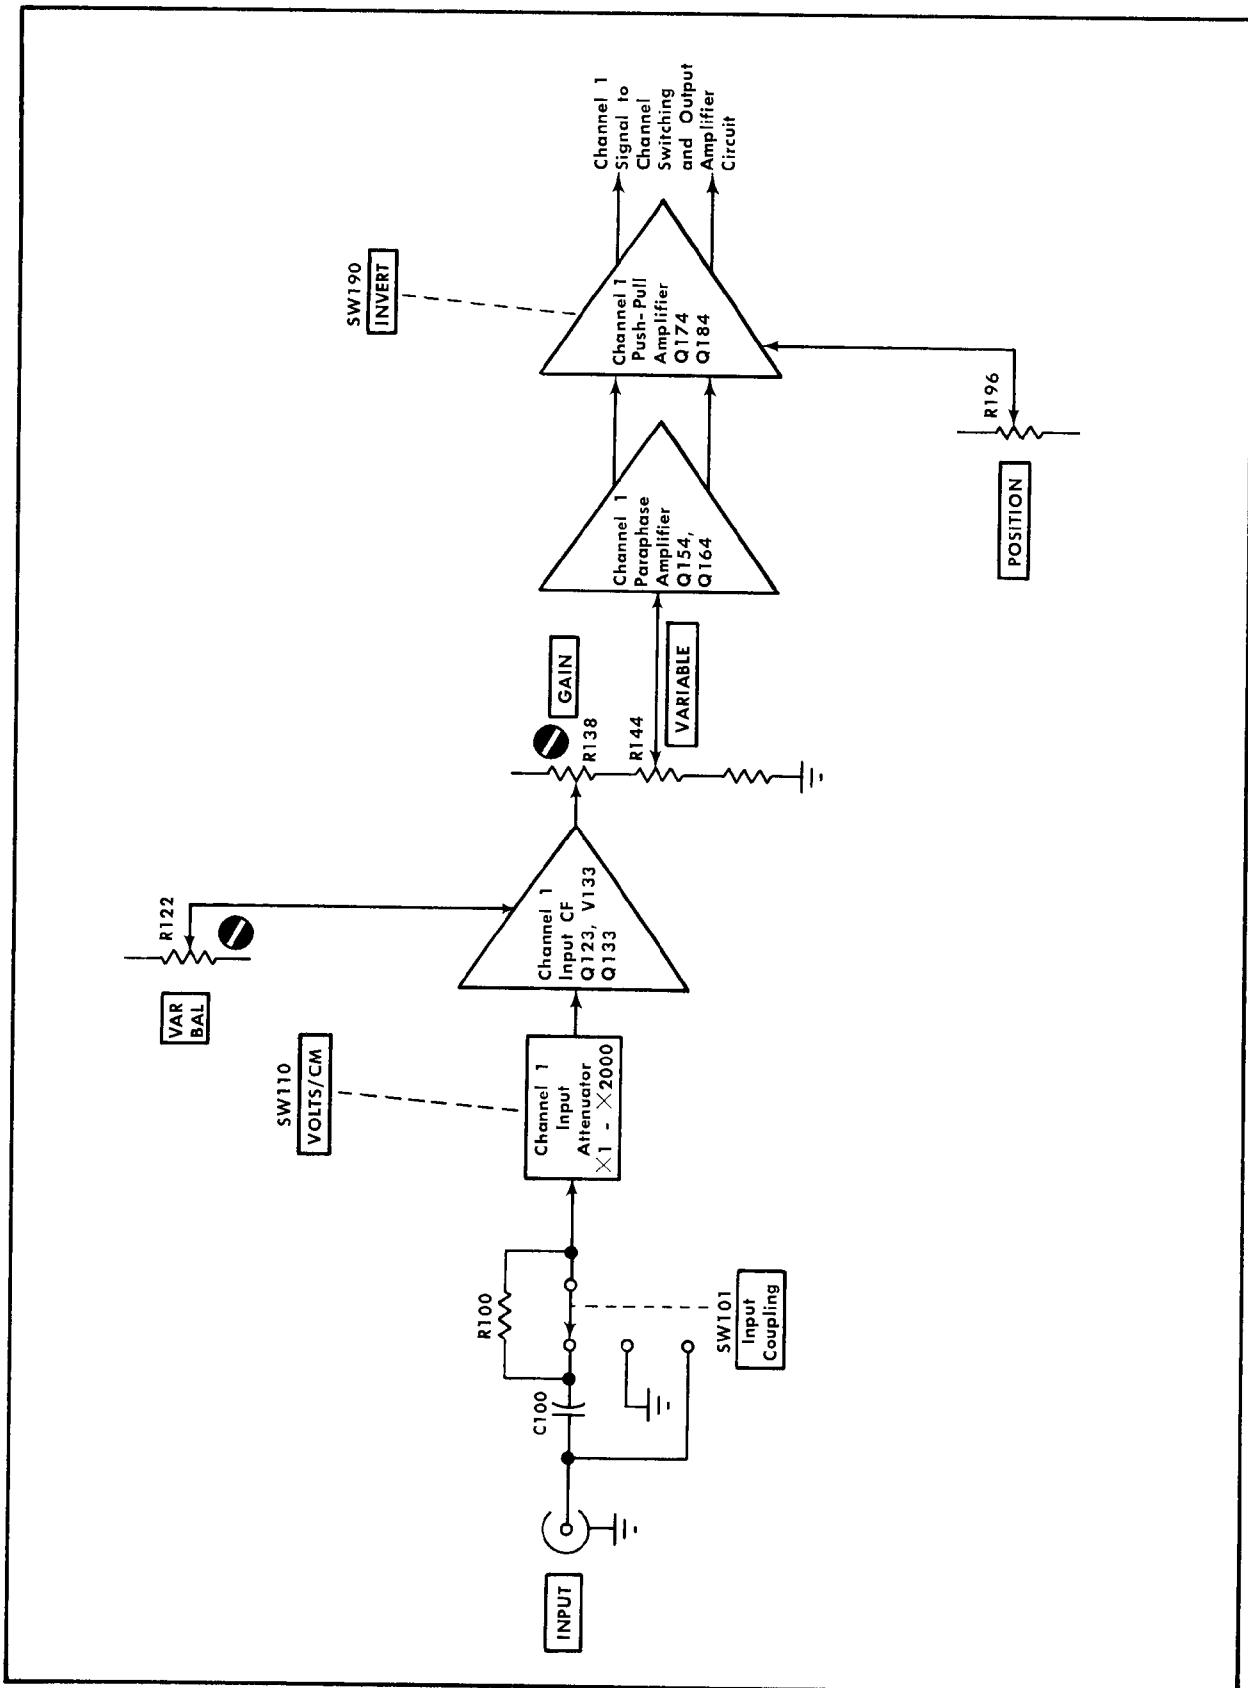 INPUT
C100
R100
SW101
Input
Coupling
Channel 1
Input
Attenuator
×1 - ×2000
SW110
VOLTS/CM
VAR
BAL
R122
Channel 1
Input CF
Q123, V133
Q133
GAIN
R138
R144
VARIABLE
Channel 1
Paraphase
Amplifier
Q154,
Q164
SW190
INVERT
Channel 1
Push-Pull
Amplifier
Q174
Q184
POSITION
R196
Channel 1
Signal to
Channel
Switching
and Output
Amplifier
Circuit